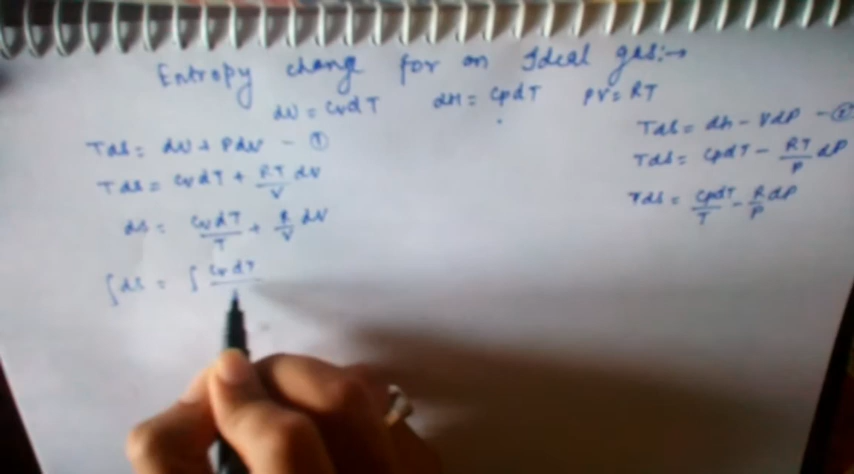 Entropy change for an Ideal gas:→
dU = CvdT dH = CpdT PV = RT
Tds = dU + PdV - ①
Tds = CvdT + RT/V dV
ds = CvdT/T + R/V dV
∫ds = ∫ CvdT
Tds = dh - VdP - ②
Tds = CpdT - RT/P dP
Tds = CpdT/T - R/P dP